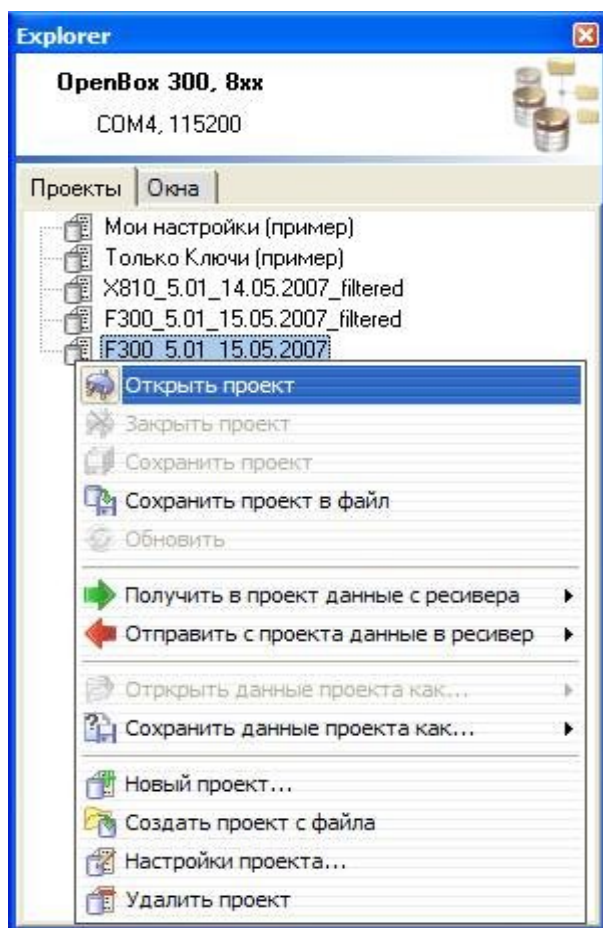 Explorer
OpenBox 300, 8xx
COM4, 115200
Проекты Окна
Мои настройки (пример)
Только Ключи (пример)
X810_5.01_14.05.2007_filtered
F300_5.01_15.05.2007_filtered
F300_5.01_15.05.2007
Открыть проект
Закрыть проект
Сохранить проект
Сохранить проект в файл
Обновить
Получить в проект данные с ресивера
Отправить с проекта данные в ресивер
Отркрыть данные проекта как...
Сохранить данные проекта как...
Новый проект...
Создать проект с файла
Настройки проекта...
Удалить проект